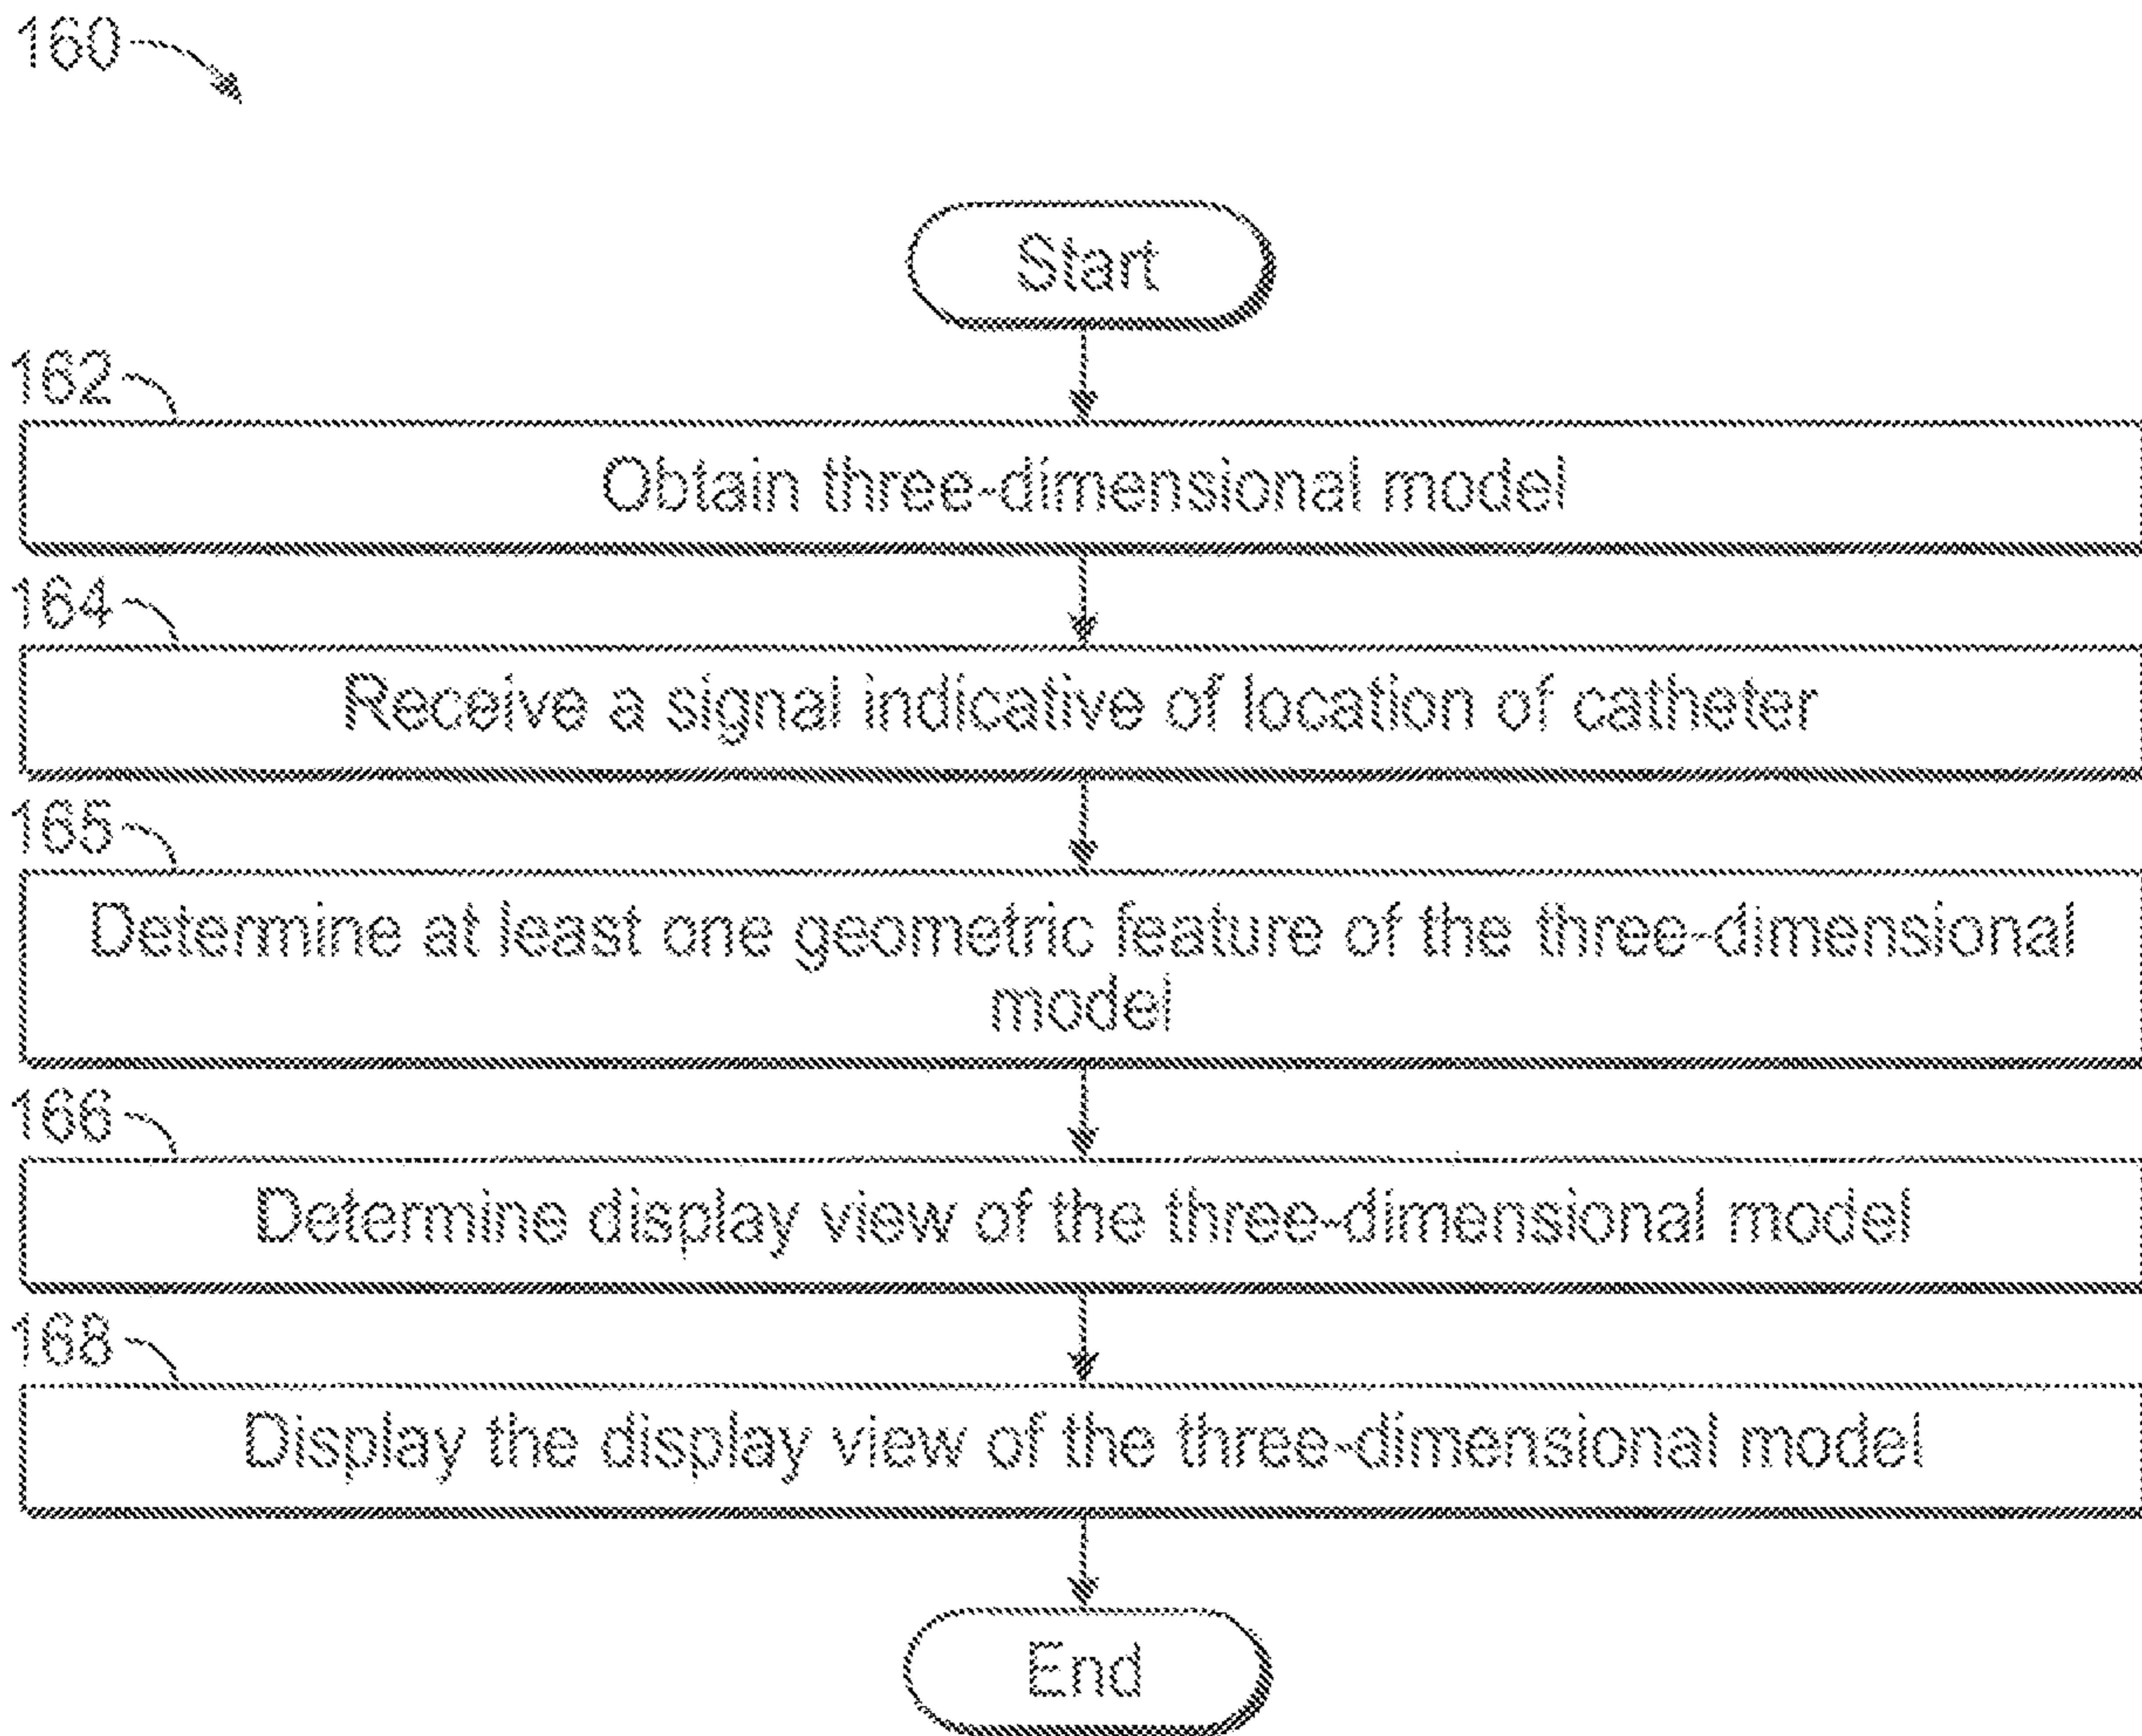 160
Start
162
Obtain three-dimensional model
164
Receive a signal indicative of location of catheter
165
Determine at least one geometric feature of the three-dimensional
model
166
Determine display view of the three-dimensional model
168
Display the display view of the three-dimensional model
End